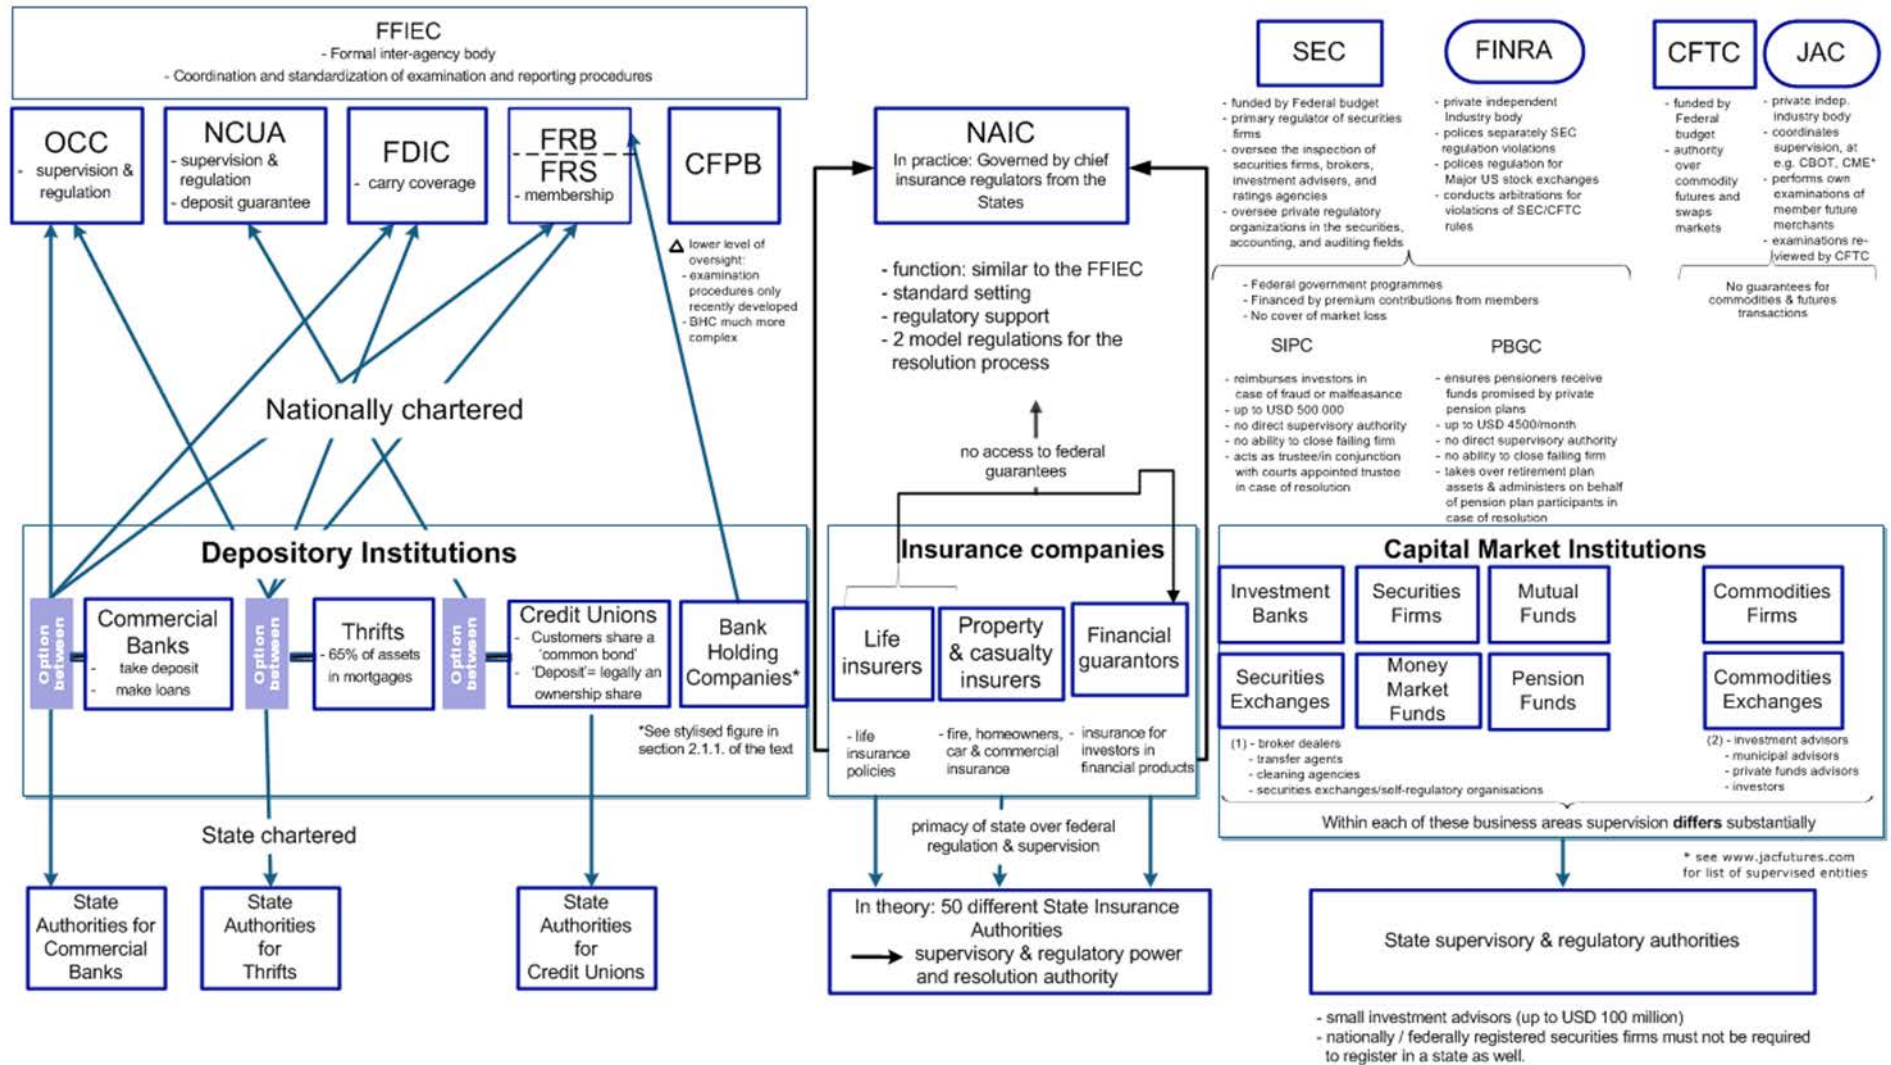 FFIEC
- Formal inter-agency body
- Coordination and standardization of examination and reporting procedures
OCC
- supervision &
regulation
NCUA
- supervision &
regulation
- deposit guarantee
FDIC
- carry coverage
FRB
FRS
- membership
CFPB
Δ lower level of
oversight:
- examination
procedures only
recently developed
- BHC much more
complex
Nationally chartered
Depository Institutions
Option
between
Commercial
Banks
- take deposit
- make loans
Option
between
Thrifts
- 65% of assets
in mortgages
Option
between
Credit Unions
- Customers share a
'common bond'
- 'Deposit'= legally an
ownership share
Bank
Holding
Companies*
*See stylised figure in
section 2.1.1. of the text
State chartered
State
Authorities for
Commercial
Banks
State
Authorities
for
Thrifts
State
Authorities
for
Credit Unions
NAIC
In practice: Governed by chief
insurance regulators from the
States
- function: similar to the FFIEC
- standard setting
- regulatory support
- 2 model regulations for the
resolution process
no access to federal
guarantees
Insurance companies
Life
insurers
Property
& casualty
insurers
Financial
guarantors
- life
insurance
policies
- fire, homeowners,
car & commercial
insurance
- insurance for
investors in
financial products
primacy of state over federal
regulation & supervision
In theory: 50 different State Insurance
Authorities
supervisory & regulatory power
and resolution authority
SEC
- funded by Federal budget
- primary regulator of securities
firms
- oversee the inspection of
securities firms, brokers,
investment advisers, and
ratings agencies
- oversee private regulatory
organizations in the securities,
accounting, and auditing fields
FINRA
- private independent
Industry body
- polices separately SEC
regulation violations
- polices regulation for
Major US stock exchanges
- conducts arbitrations for
violations of SEC/CFTC
rules
CFTC
- funded by
Federal
budget
- authority
over
commodity
futures and
swaps
markets
JAC
- private indep.
industry body
- coordinates
supervision, at
e.g. CBOT, CME*
- performs own
examinations of
member future
merchants
- examinations re-
viewed by CFTC
- Federal government programmes
- Financed by premium contributions from members
- No cover of market loss
No guarantees for
commodities & futures
transactions
SIPC
- reimburses investors in
case of fraud or malfeasance
- up to USD 500 000
- no direct supervisory authority
- no ability to close failing firm
- acts as trustee/in conjunction
with courts appointed trustee
in case of resolution
PBGC
- ensures pensioners receive
funds promised by private
pension plans
- up to USD 4500/month
- no direct supervisory authority
- no ability to close failing firm
- takes over retirement plan
assets & administers on behalf
of pension plan participants in
case of resolution
Capital Market Institutions
Investment
Banks
Securities
Firms
Mutual
Funds
Commodities
Firms
Securities
Exchanges
Money
Market
Funds
Pension
Funds
Commodities
Exchanges
(1) - broker dealers
- transfer agents
- cleaning agencies
- securities exchanges/self-regulatory organisations
(2) - investment advisors
- municipal advisors
- private funds advisors
- investors
Within each of these business areas supervision differs substantially
* see www.jacfutures.com
for list of supervised entities
State supervisory & regulatory authorities
- small investment advisors (up to USD 100 million)
- nationally / federally registered securities firms must not be required
to register in a state as well.